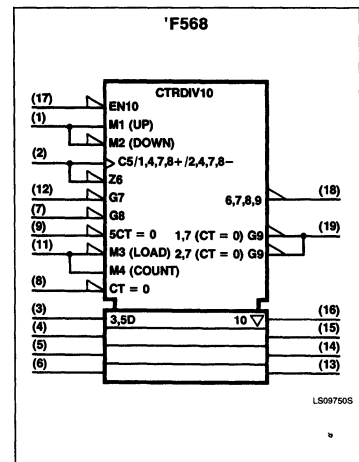 'F568
CTRDIV10
(17) EN10
(1) M1 (UP)
M2 (DOWN)
(2) C5/1,4,7,8+/2,4,7,8−
Z6
(12) G7 6,7,8,9 (18)
(7) G8
(9) 5CT = 0 1,7 (CT = 0) G9 (19)
(11) M3 (LOAD) 2,7 (CT = 0) G9
M4 (COUNT)
(8) CT = 0
(3) 3,5D 10 ▽ (16)
(4) (15)
(5) (14)
(6) (13)
LS09750S